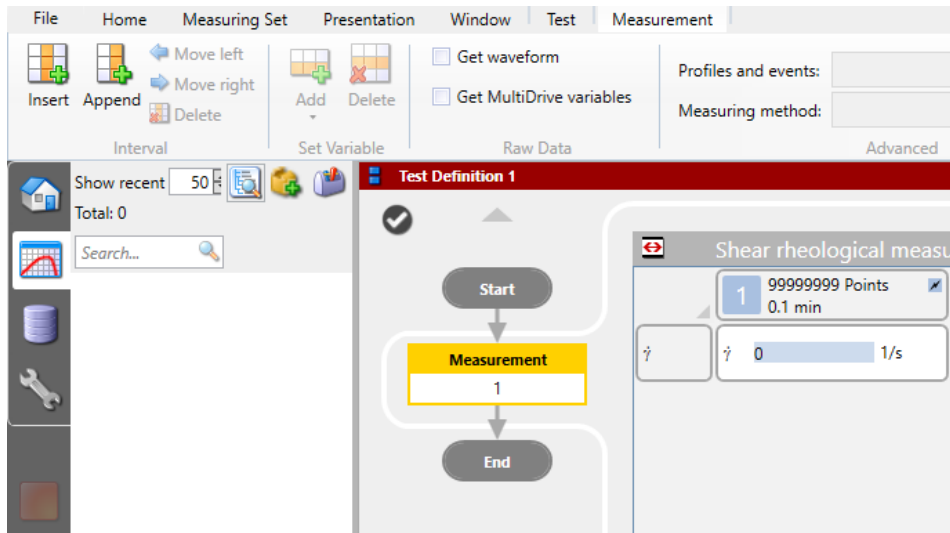 File Home Measuring Set Presentation Window Test Measurement
Insert Append Move left
Move right
Delete
Interval
Add Delete
Set Variable
Get waveform
Get MultiDrive variables
Raw Data
Profiles and events:
Measuring method:
Advanced
Show recent 50
Total: 0
Search...
Test Definition 1
Start
Measurement
1
End
Shear rheological measu
1 99999999 Points
0.1 min
γ̇ γ̇ 0 1/s